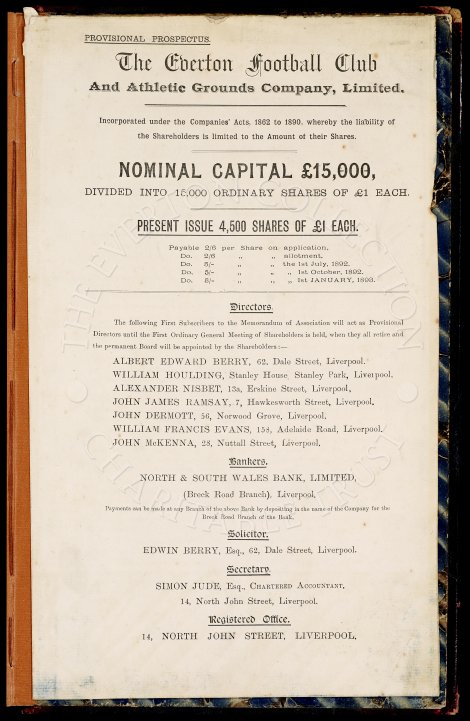 PROVISIONAL PROSPECTUS.
The Everton Football Club
And Athletic Grounds Company, Limited.
Incorporated under the Companies' Acts, 1862 to 1890, whereby the liability of
the Shareholders is limited to the Amount of their Shares.
NOMINAL CAPITAL £15,000,
DIVIDED INTO 15,000 ORDINARY SHARES OF £1 EACH.
PRESENT ISSUE 4,500 SHARES OF £1 EACH.
Payable 2/6 per Share on application,
Do. 2/6 „ „ allotment,
Do. 5/- „ „ the 1st July, 1892.
Do. 5/- „ „ „ 1st October, 1892.
Do. 5/- „ „ „ 1st JANUARY, 1893.
Directors.
The following First Subscribers to the Memorandum of Association will act as Provisional
Directors until the First Ordinary General Meeting of Shareholders is held, when they all retire and
the permanent Board will be appointed by the Shareholders:—
ALBERT EDWARD BERRY, 62, Dale Street, Liverpool.
WILLIAM HOULDING, Stanley House, Stanley Park, Liverpool.
ALEXANDER NISBET, 13a, Erskine Street, Liverpool,
JOHN JAMES RAMSAY, 7, Hawkesworth Street, Liverpool.
JOHN DERMOTT, 56, Norwood Grove, Liverpool.
WILLIAM FRANCIS EVANS, 158, Adelaide Road, Liverpool.
JOHN McKENNA, 28, Nuttall Street, Liverpool.
Bankers.
NORTH & SOUTH WALES BANK, LIMITED,
(Breck Road Branch), Liverpool.
Payments can be made at any Branch of the above Bank by depositing in the name of the Company for the
Breck Road Branch of the Bank.
Solicitor.
EDWIN BERRY, Esq., 62, Dale Street, Liverpool.
Secretary.
SIMON JUDE, Esq., CHARTERED ACCOUNTANT,
14, North John Street, Liverpool.
Registered Office.
14, NORTH JOHN STREET, LIVERPOOL.
THE EVERTON COLLECTION
CHARITABLE TRUST